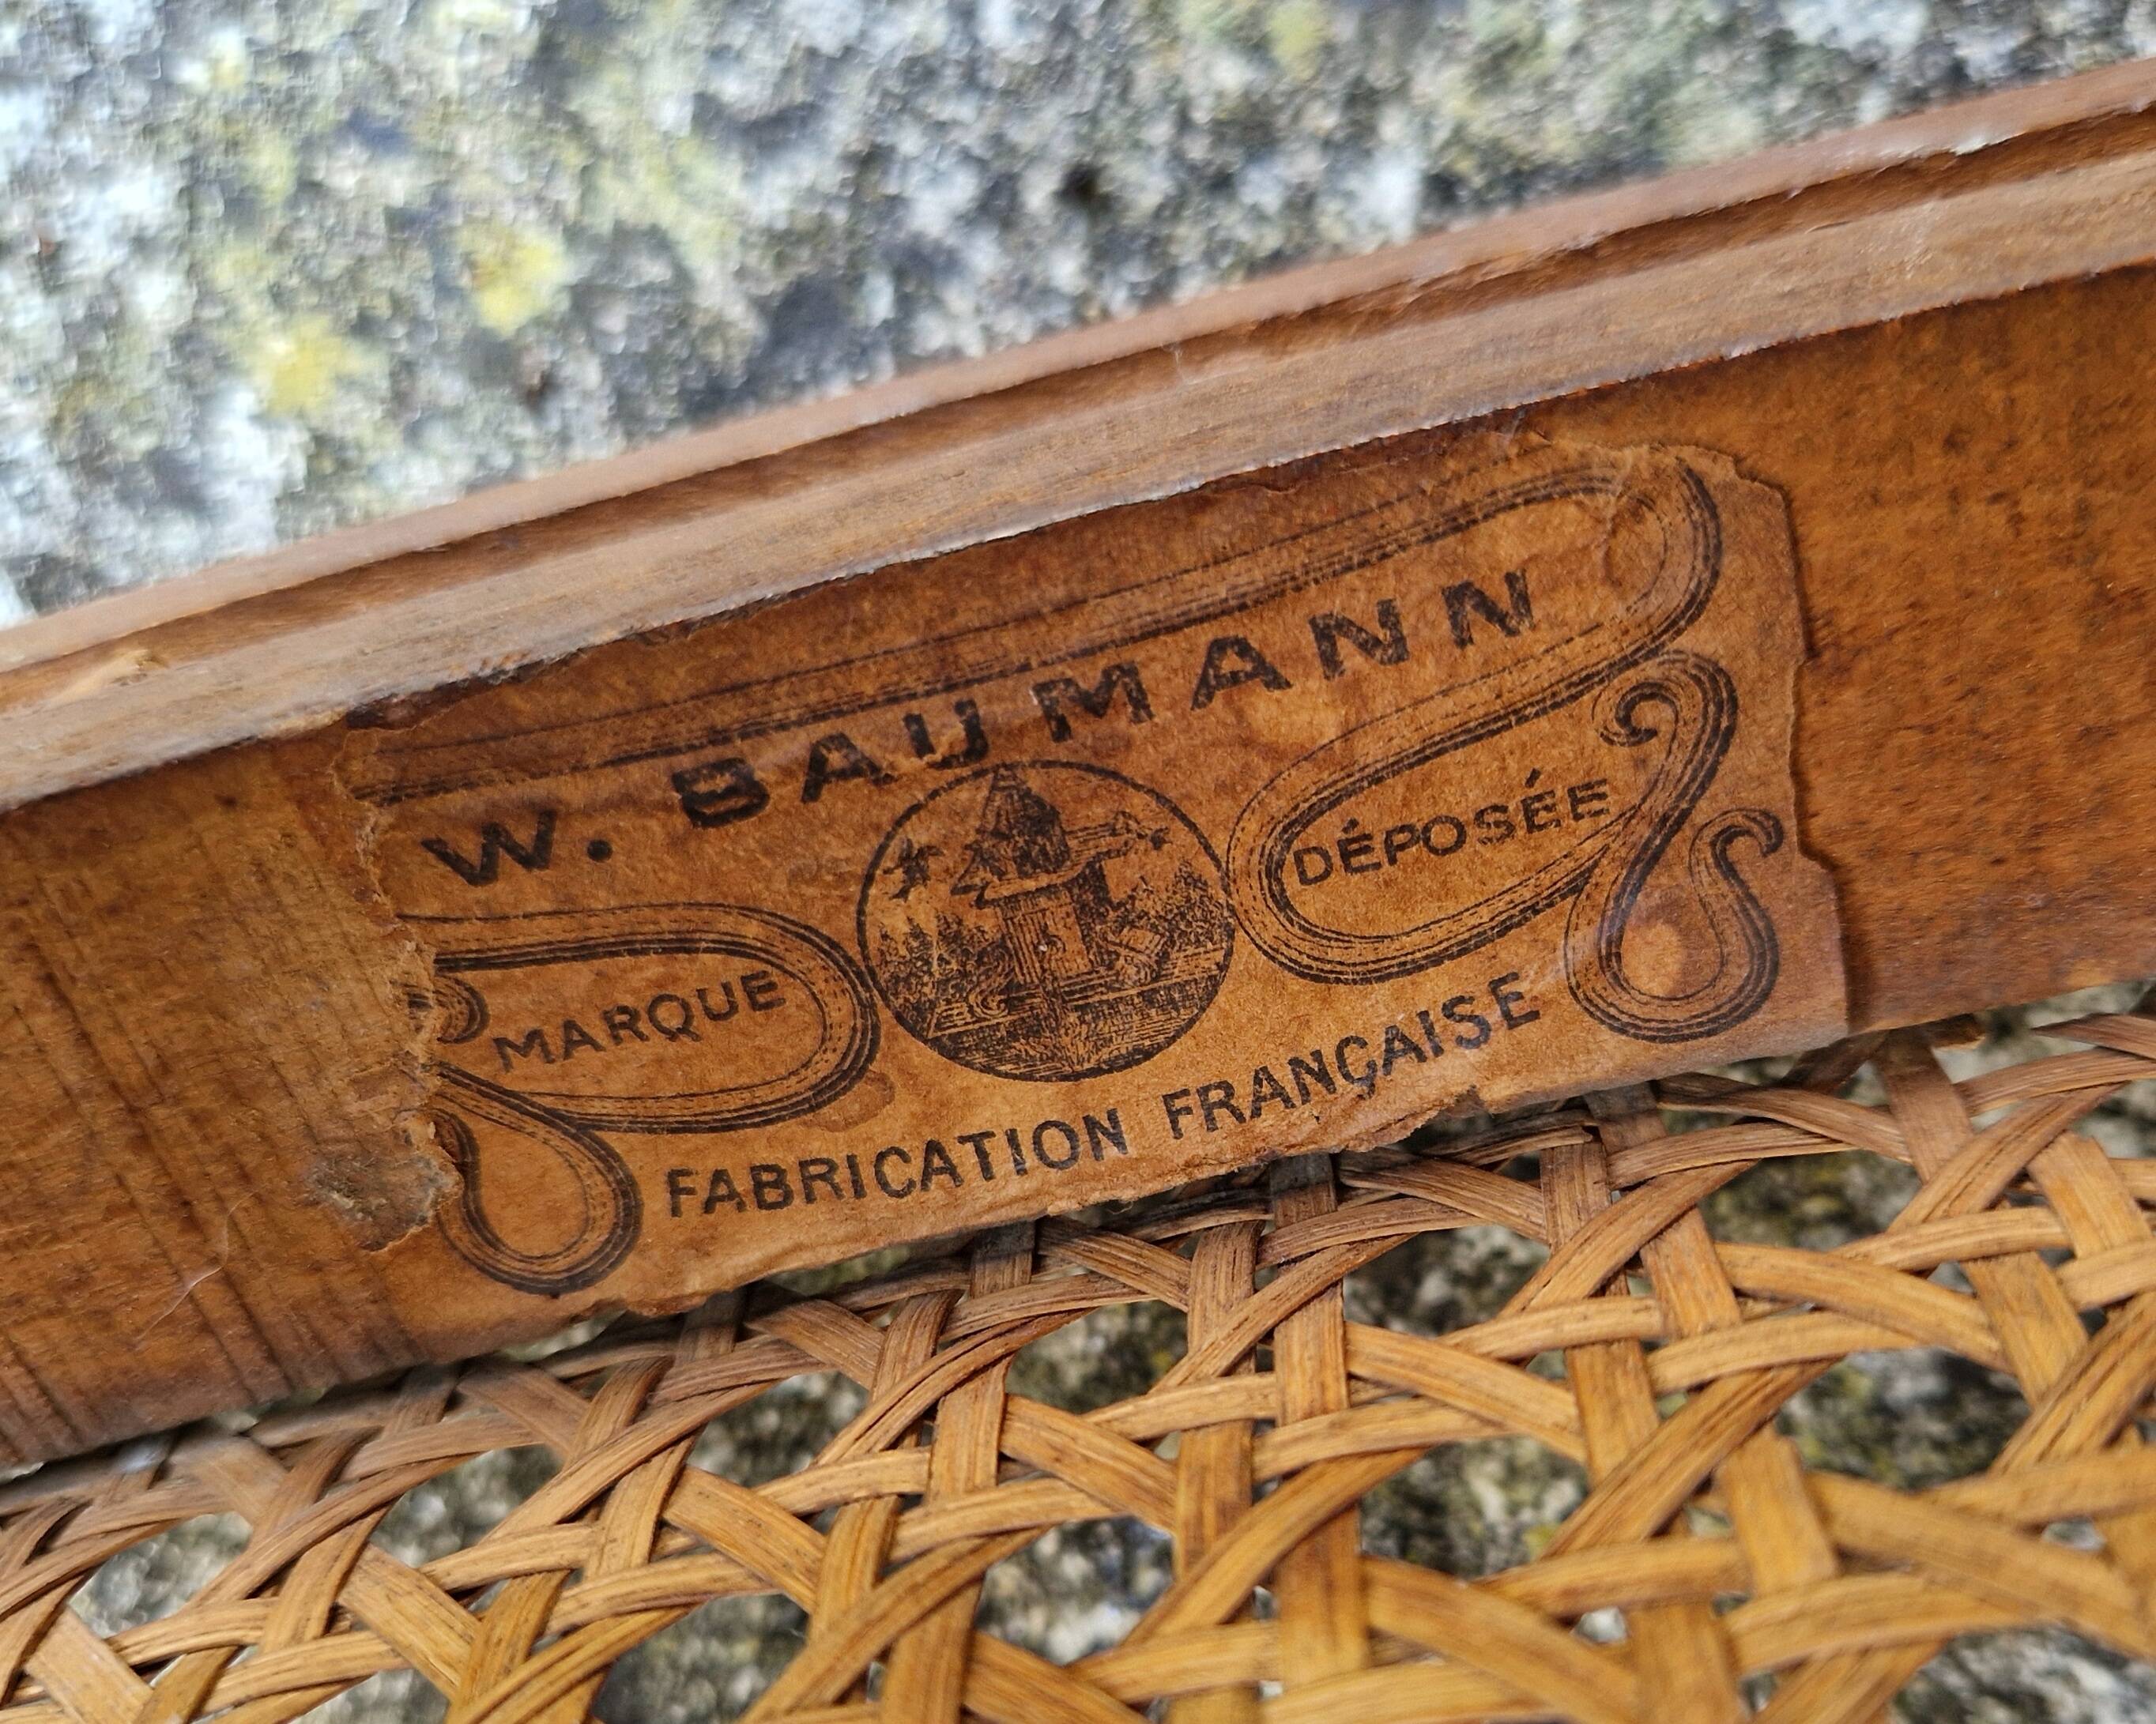 W. BAUMANN
MARQUE DÉPOSÉE
FABRICATION FRANÇAISE